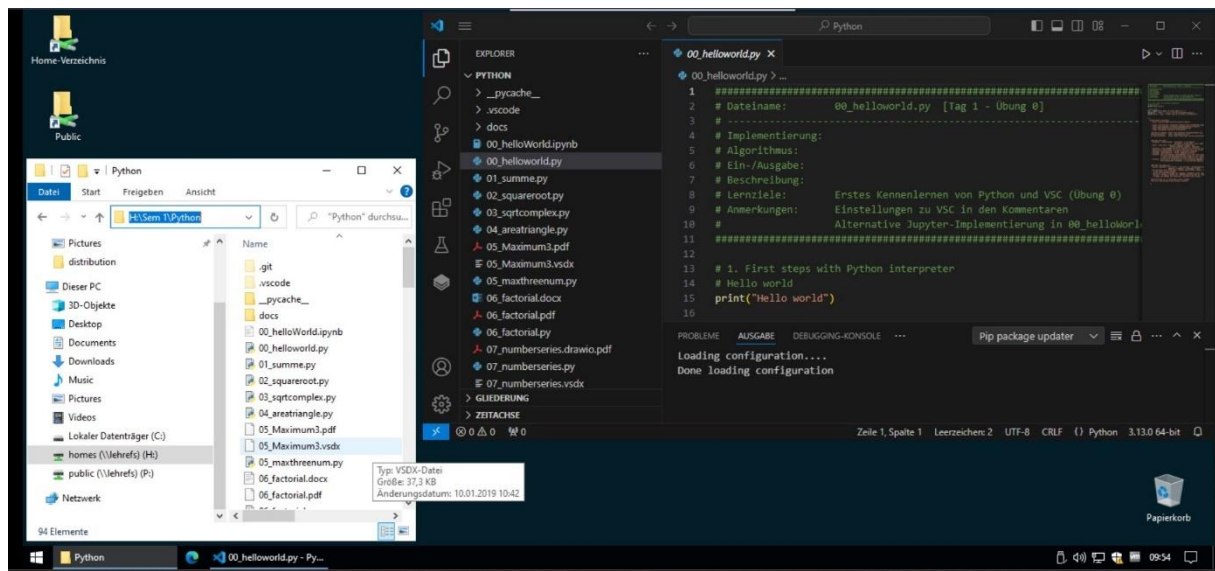 Home-Verzeichnis
Public
Python
Datei Start Freigeben Ansicht
H:\Sem 1\Python
"Python" durchsu...
Pictures
distribution
Dieser PC
3D-Objekte
Desktop
Documents
Downloads
Music
Pictures
Videos
Lokaler Datenträger (C:)
homes (\\lehrefs) (H:)
public (\\lehrefs) (P:)
Netzwerk
Name
.git
.vscode
__pycache__
docs
00_helloWorld.ipynb
00_helloworld.py
01_summe.py
02_squareroot.py
03_sqrtcomplex.py
04_areatriangle.py
05_Maximum3.pdf
05_Maximum3.vsdx
05_maxthreenum.py
06_factorial.docx
06_factorial.pdf
Typ: VSDX-Datei
Größe: 37,3 KB
Änderungsdatum: 10.01.2019 10:42
94 Elemente
Python
EXPLORER
PYTHON
__pycache__
.vscode
docs
00_helloWorld.ipynb
00_helloworld.py
01_summe.py
02_squareroot.py
03_sqrtcomplex.py
04_areatriangle.py
05_Maximum3.pdf
05_Maximum3.vsdx
05_maxthreenum.py
06_factorial.docx
06_factorial.pdf
06_factorial.py
07_numberseries.drawio.pdf
07_numberseries.py
07_numberseries.vsdx
GLIEDERUNG
ZEITACHSE
00_helloworld.py
00_helloworld.py > ...
1 ########################################################################
2 # Dateiname: 00_helloworld.py [Tag 1 - Übung 0]
3 # ----------------------------------------------------------------------
4 # Implementierung:
5 # Algorithmus:
6 # Ein-/Ausgabe:
7 # Beschreibung:
8 # Lernziele: Erstes Kennenlernen von Python und VSC (Übung 0)
9 # Anmerkungen: Einstellungen zu VSC in den Kommentaren
10 # Alternative Jupyter-Implementierung in 00_helloWorl
11 ########################################################################
12
13 # 1. First steps with Python interpreter
14 # Hello world
15 print("Hello world")
16
PROBLEME AUSGABE DEBUGGING-KONSOLE ... Pip package updater
Loading configuration....
Done loading configuration
0 0 0 Zeile 1, Spalte 1 Leerzeichen: 2 UTF-8 CRLF {} Python 3.13.0 64-bit
Papierkorb
Python 00_helloworld.py - Py... 09:54